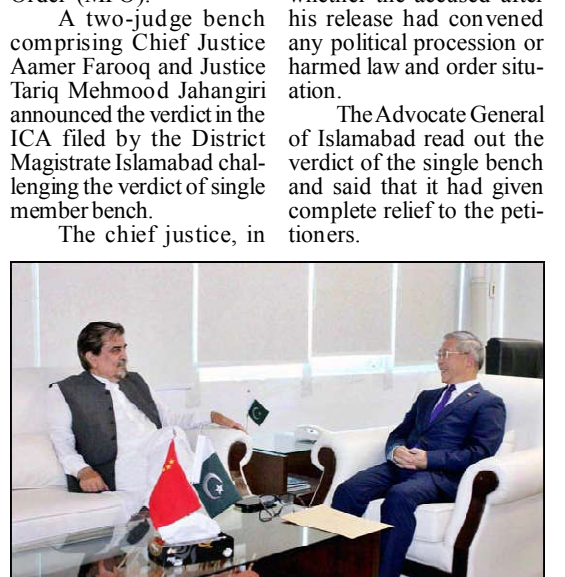 Order (MPO).
A two-judge bench
comprising Chief Justice
Aamer Farooq and Justice
Tariq Mehmood Jahangiri
announced the verdict in the
ICA filed by the District
Magistrate Islamabad chal-
lenging the verdict of single
member bench.
The chief justice, in
whether the accused after
his release had convened
any political procession or
harmed law and order situ-
ation.
The Advocate General
of Islamabad read out the
verdict of the single bench
and said that it had given
complete relief to the peti-
tioners.